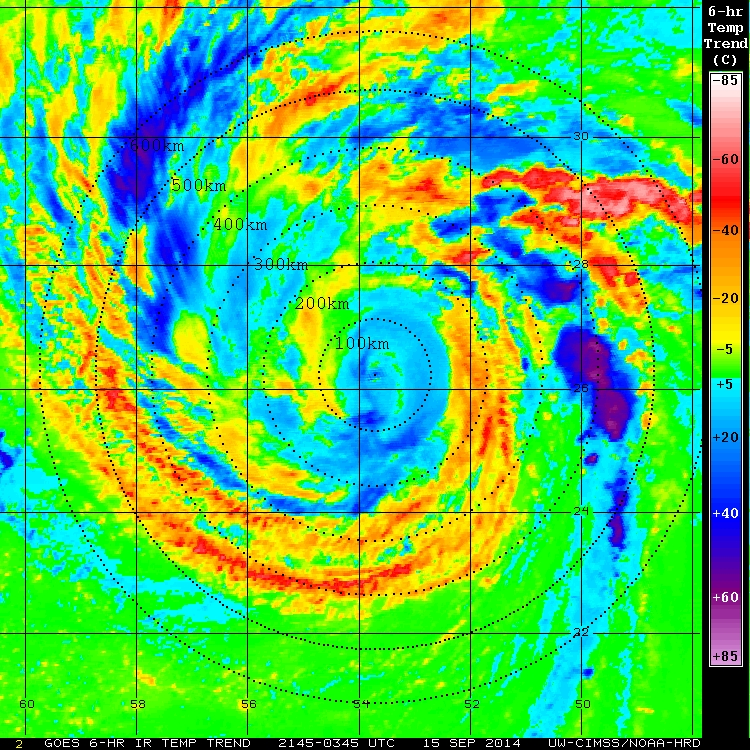 6-hr
Temp
Trend
(C)
-85
-60
-40
-20
-5
+5
+20
+40
+60
+85
30
28
26
24
22
600km
500km
400km
300km
200km
100km
60 58 56 54 52 50
2 GOES 6-HR IR TEMP TREND 2145-0345 UTC 15 SEP 2014 UW-CIMSS/NOAA-HRD